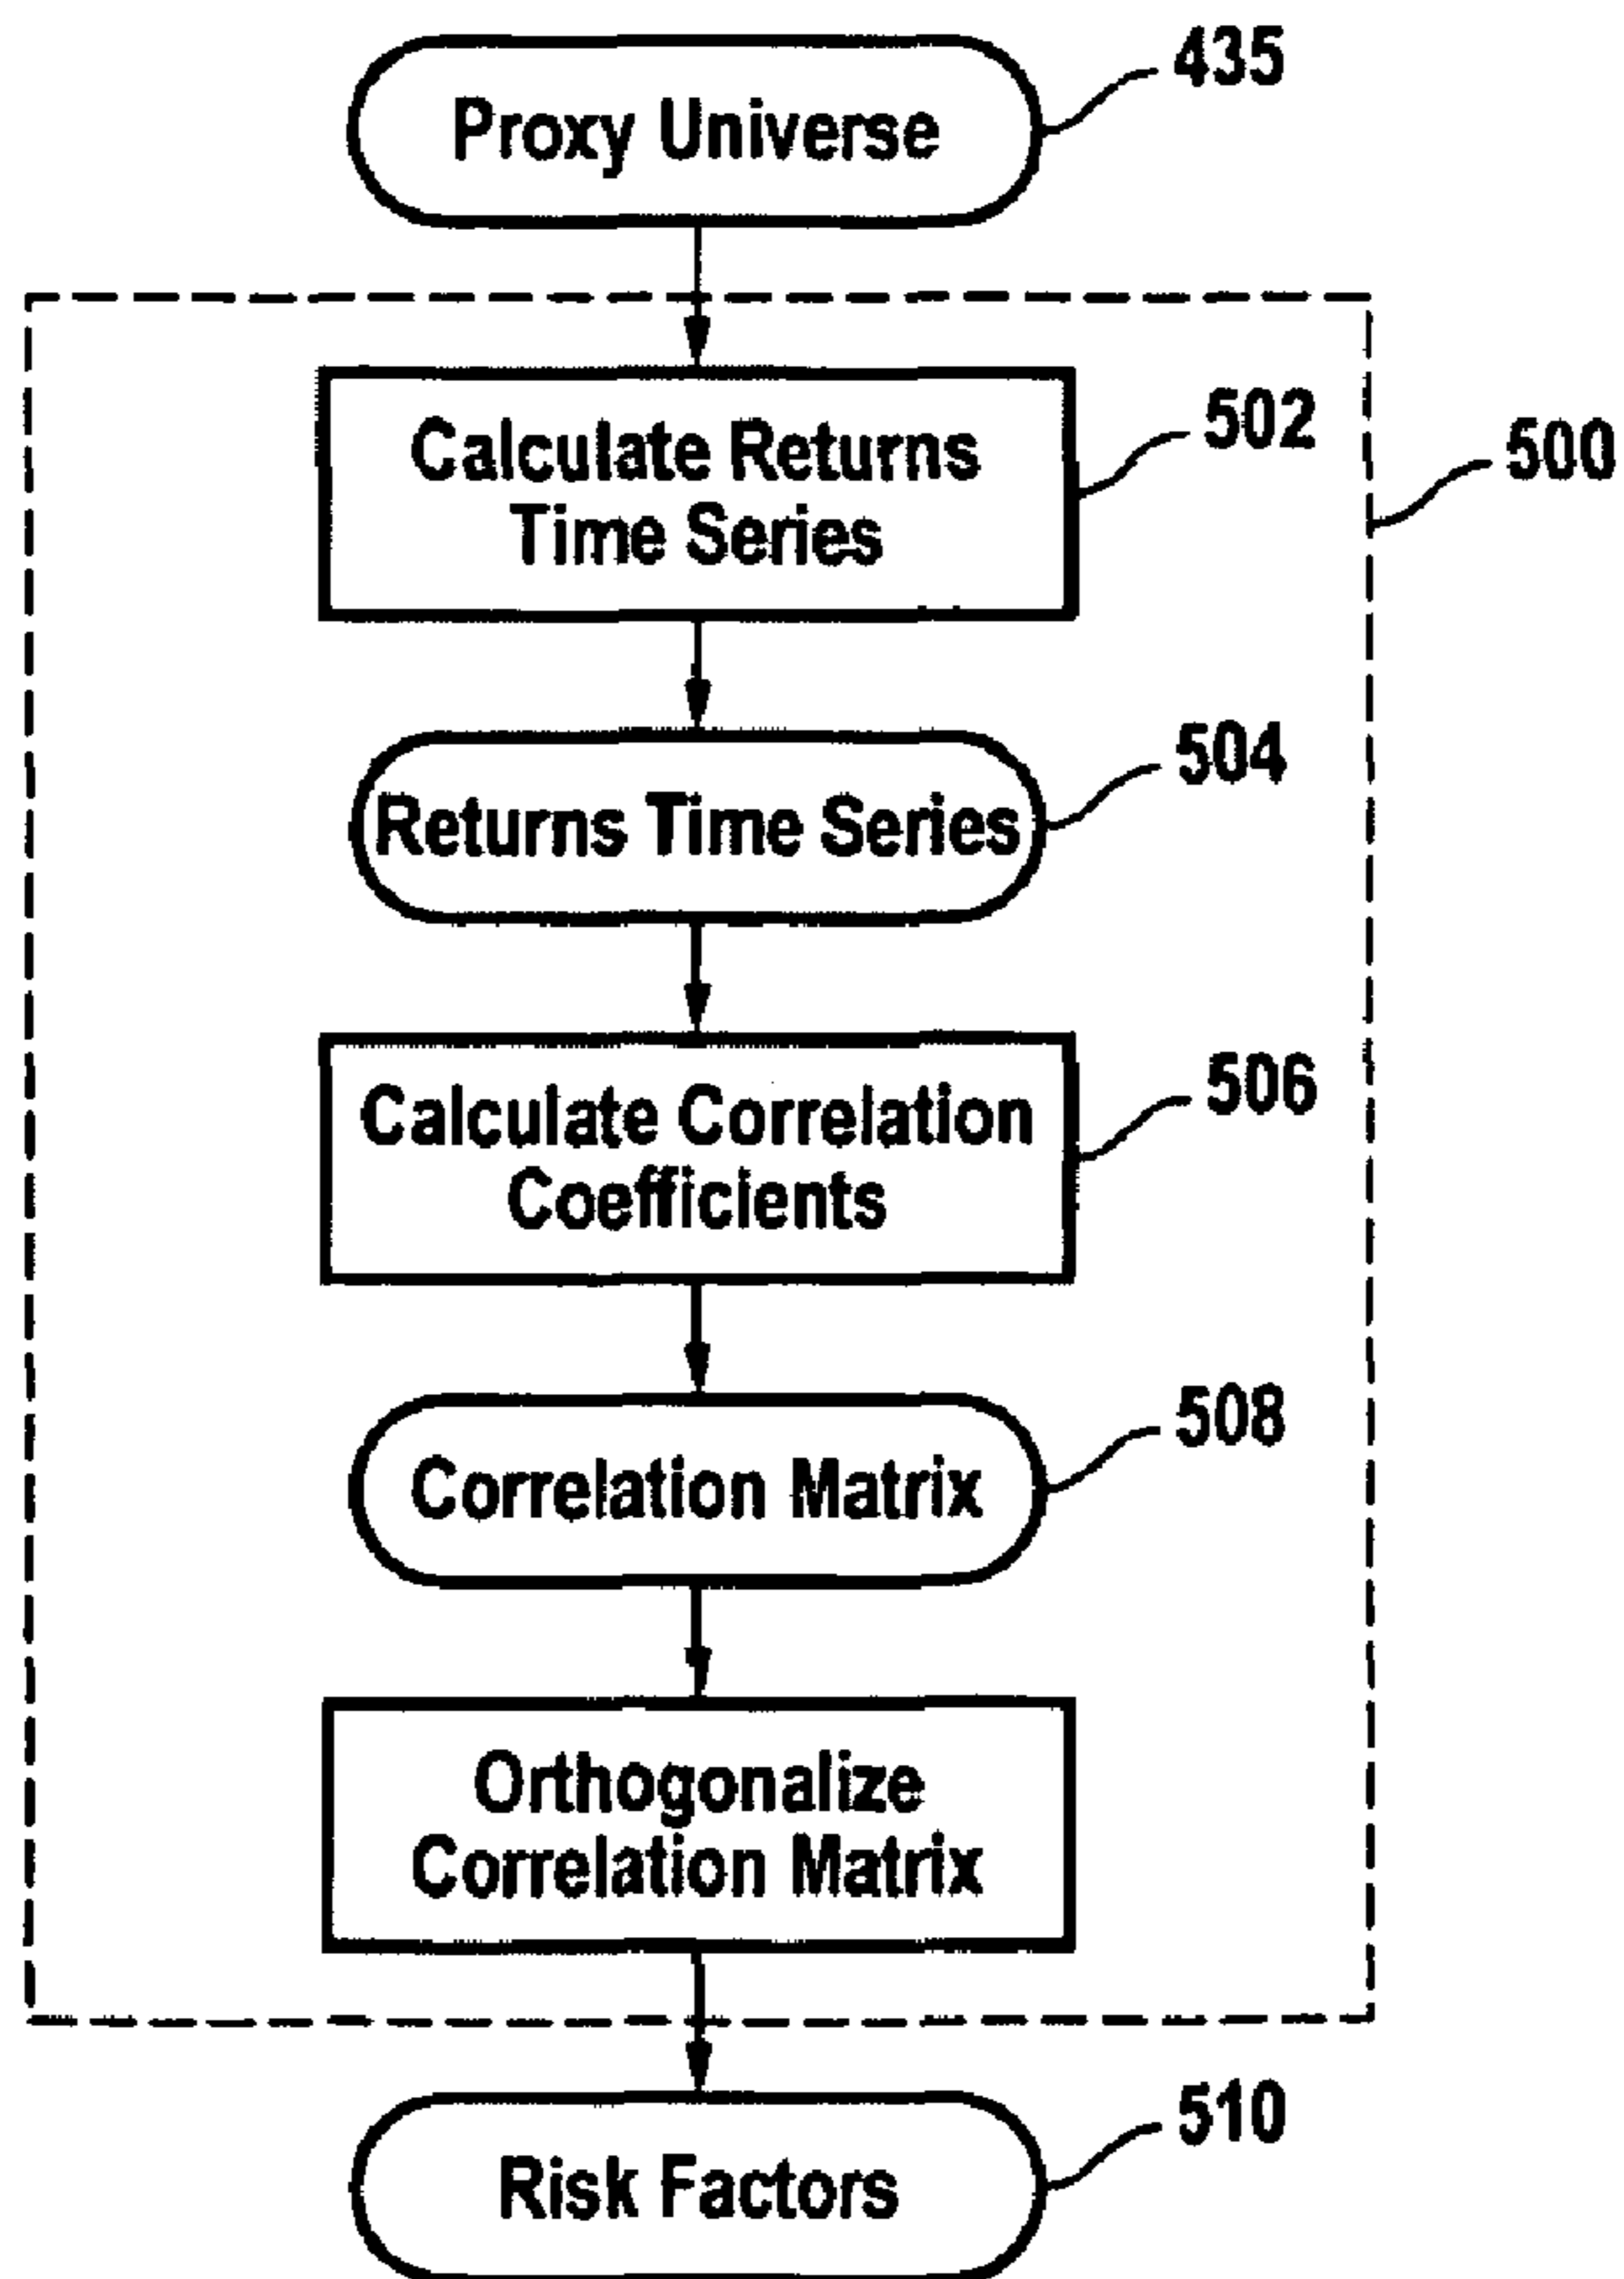 435
Proxy Universe
502
Calculate Returns
Time Series
500
504
Returns Time Series
506
Calculate Correlation
Coefficients
508
Correlation Matrix
Orthogonalize
Correlation Matrix
510
Risk Factors